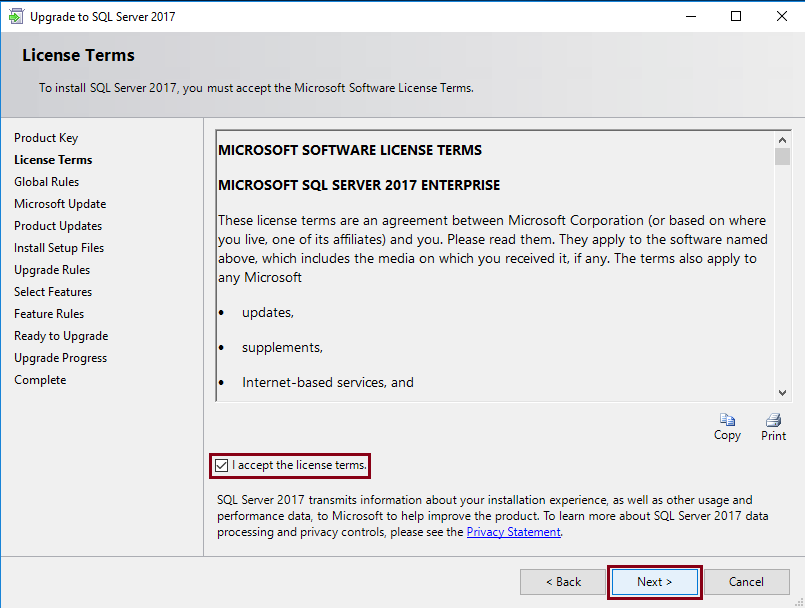 Upgrade to SQL Server 2017
License Terms
To install SQL Server 2017, you must accept the Microsoft Software License Terms.
Product Key
License Terms
Global Rules
Microsoft Update
Product Updates
Install Setup Files
Upgrade Rules
Select Features
Feature Rules
Ready to Upgrade
Upgrade Progress
Complete
MICROSOFT SOFTWARE LICENSE TERMS
MICROSOFT SQL SERVER 2017 ENTERPRISE
These license terms are an agreement between Microsoft Corporation (or based on where
you live, one of its affiliates) and you. Please read them. They apply to the software named
above, which includes the media on which you received it, if any. The terms also apply to
any Microsoft
• updates,
• supplements,
• Internet-based services, and
Copy Print
I accept the license terms.
SQL Server 2017 transmits information about your installation experience, as well as other usage and
performance data, to Microsoft to help improve the product. To learn more about SQL Server 2017 data
processing and privacy controls, please see the Privacy Statement.
< Back Next > Cancel